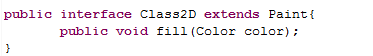 public interface Class2D extends Paint{
public void fill(Color color);
}